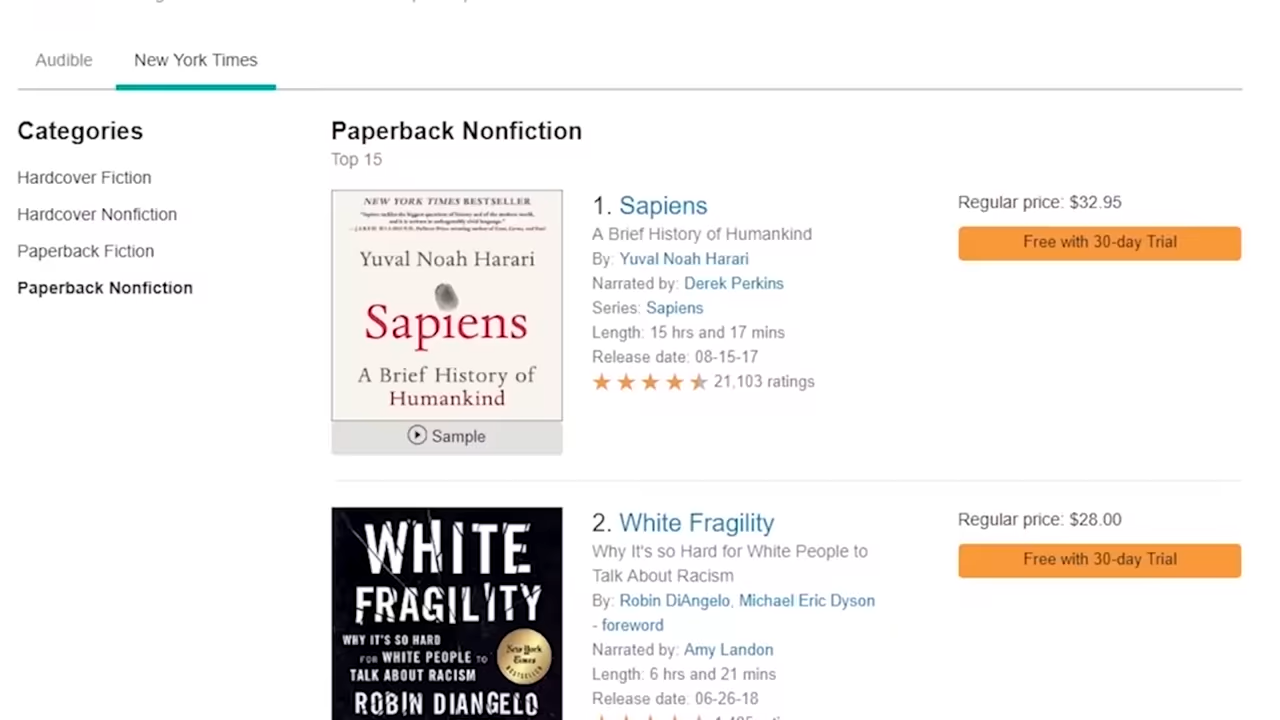 Audible
New York Times
Categories
Hardcover Fiction
Hardcover Nonfiction
Paperback Fiction
Paperback Nonfiction
Paperback Nonfiction
Top 15
NEW YORK TIMES BESTSELLER
Yuval Noah Harari
Sapiens
A Brief History of
Humankind
Sample
1. Sapiens
A Brief History of Humankind
By: Yuval Noah Harari
Narrated by: Derek Perkins
Series: Sapiens
Length: 15 hrs and 17 mins
Release date: 08-15-17
21,103 ratings
Regular price: $32.95
Free with 30-day Trial
WHITE
FRAGILITY
WHY IT'S SO HARD
FOR WHITE PEOPLE TO
TALK ABOUT RACISM
New York
Times
BESTSELLER
ROBIN DIANGELO
2. White Fragility
Why It's so Hard for White People to
Talk About Racism
By: Robin DiAngelo, Michael Eric Dyson
- foreword
Narrated by: Amy Landon
Length: 6 hrs and 21 mins
Release date: 06-26-18
Regular price: $28.00
Free with 30-day Trial